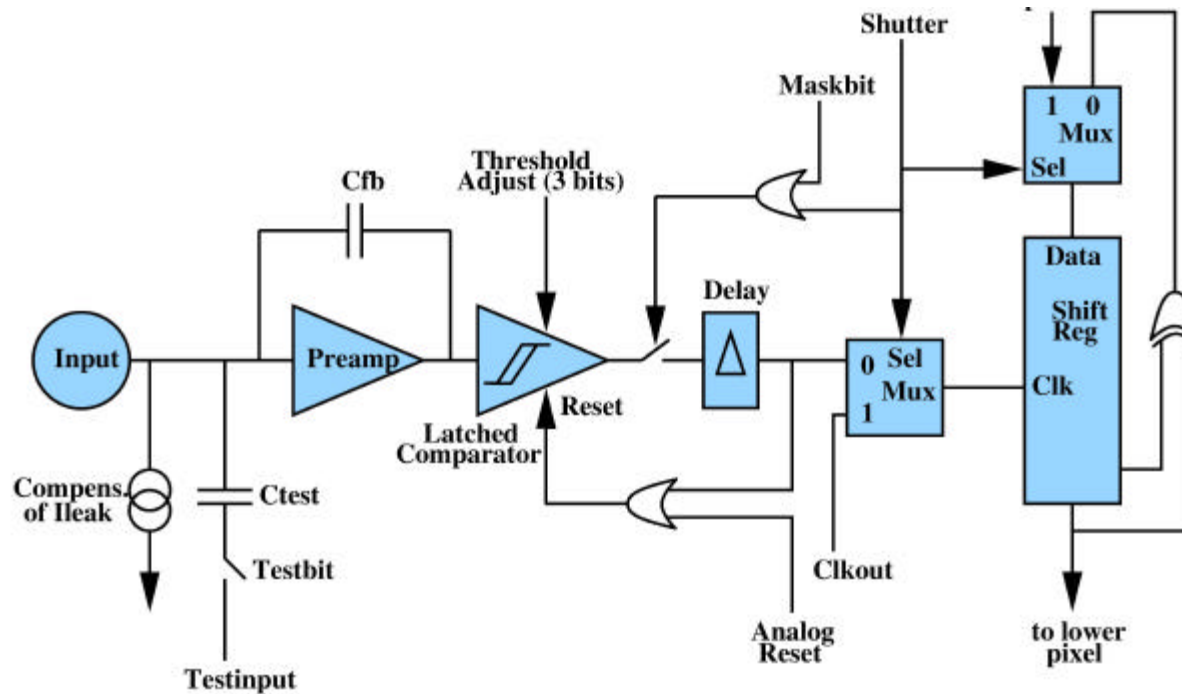 Shutter
Maskbit
1 0
Mux
Sel
Threshold
Adjust (3 bits)
Cfb
Data
Shift
Reg
Clk
Delay
Input
Preamp
0 Sel
Mux
1
Reset
Latched
Comparator
Compens.
of Ileak
Ctest
Testbit
Clkout
Analog
Reset
to lower
pixel
Testinput